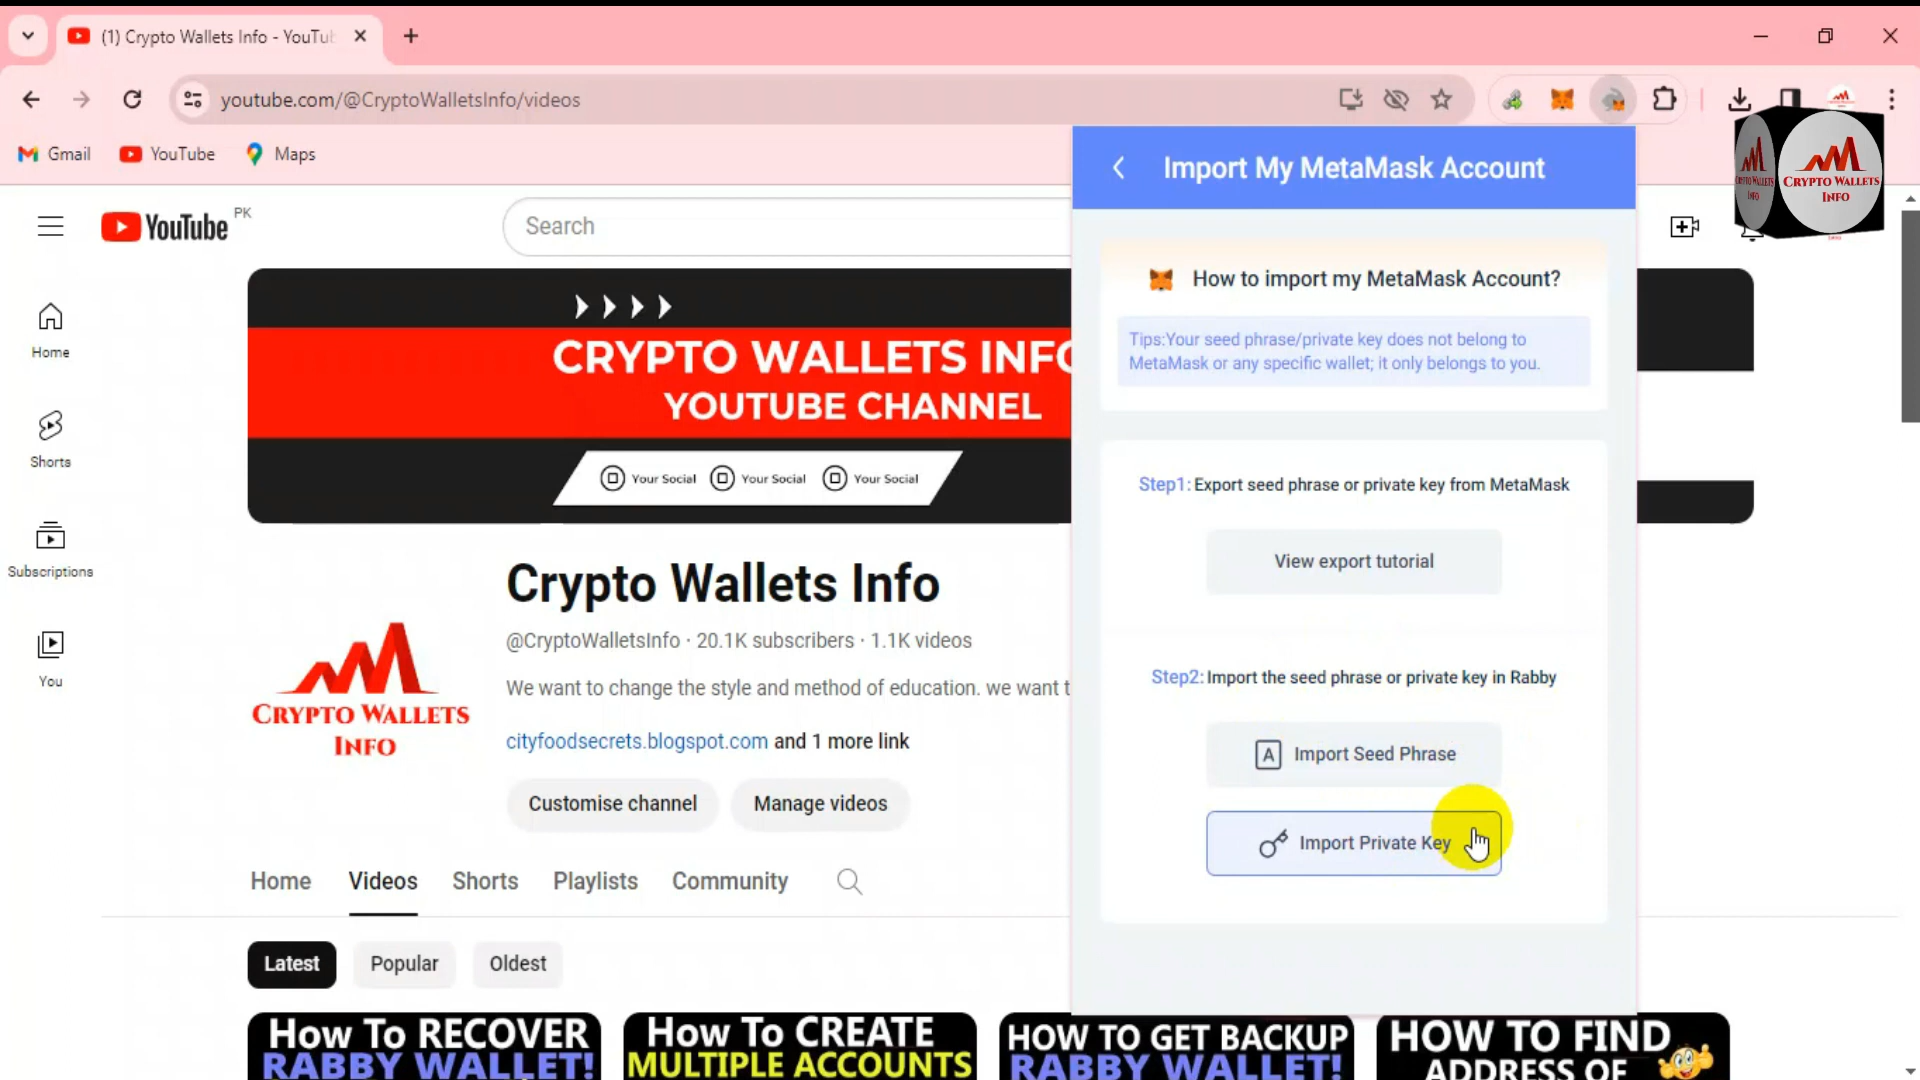 (1) Crypto Wallets Info - YouTu
youtube.com/@CryptoWalletsInfo/videos
Gmail
YouTube
Maps
YouTube
PK
Search
Home
Shorts
Subscriptions
You
CRYPTO WALLETS INFO
YOUTUBE CHANNEL
Your Social
Your Social
Your Social
CRYPTO WALLETS
INFO
Crypto Wallets Info
@CryptoWalletsInfo · 20.1K subscribers · 1.1K videos
We want to change the style and method of education. we want t
cityfoodsecrets.blogspot.com and 1 more link
Customise channel
Manage videos
Home
Videos
Shorts
Playlists
Community
Latest
Popular
Oldest
How To RECOVER
RABBY WALLET!
How To CREATE
MULTIPLE ACCOUNTS
HOW TO GET BACKUP
RABBY WALLET!
HOW TO FIND
ADDRESS OF
Import My MetaMask Account
How to import my MetaMask Account?
Tips:Your seed phrase/private key does not belong to
MetaMask or any specific wallet; it only belongs to you.
Step1: Export seed phrase or private key from MetaMask
View export tutorial
Step2: Import the seed phrase or private key in Rabby
A
Import Seed Phrase
Import Private Key
CRYPTO WALLETS
INFO
CRYPTO WALLETS
INFO